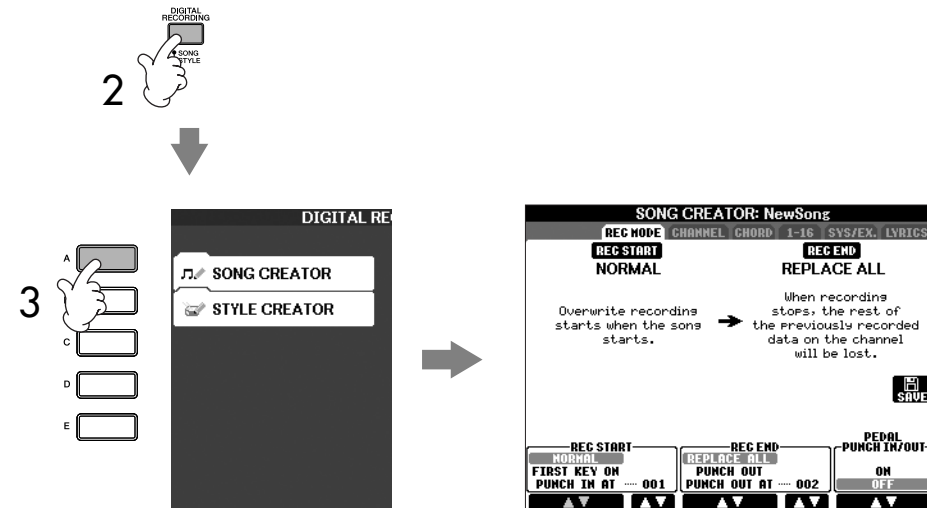 DIGITAL
RECORDING
SONG
STYLE
2
DIGITAL RE
A
SONG CREATOR
3
STYLE CREATOR
C
D
E
SONG CREATOR: NewSong
REC MODE CHANNEL CHORD 1-16 SYS/EX. LYRICS
REC START REC END
NORMAL REPLACE ALL
Overwrite recording
starts when the song
starts.
When recording
stops, the rest of
the previously recorded
data on the channel
will be lost.
SAVE
REC START REC END PEDAL
PUNCH IN/OUT
NORMAL REPLACE ALL
FIRST KEY ON PUNCH OUT ON
PUNCH IN AT ···· 001 PUNCH OUT AT ···· 002 OFF